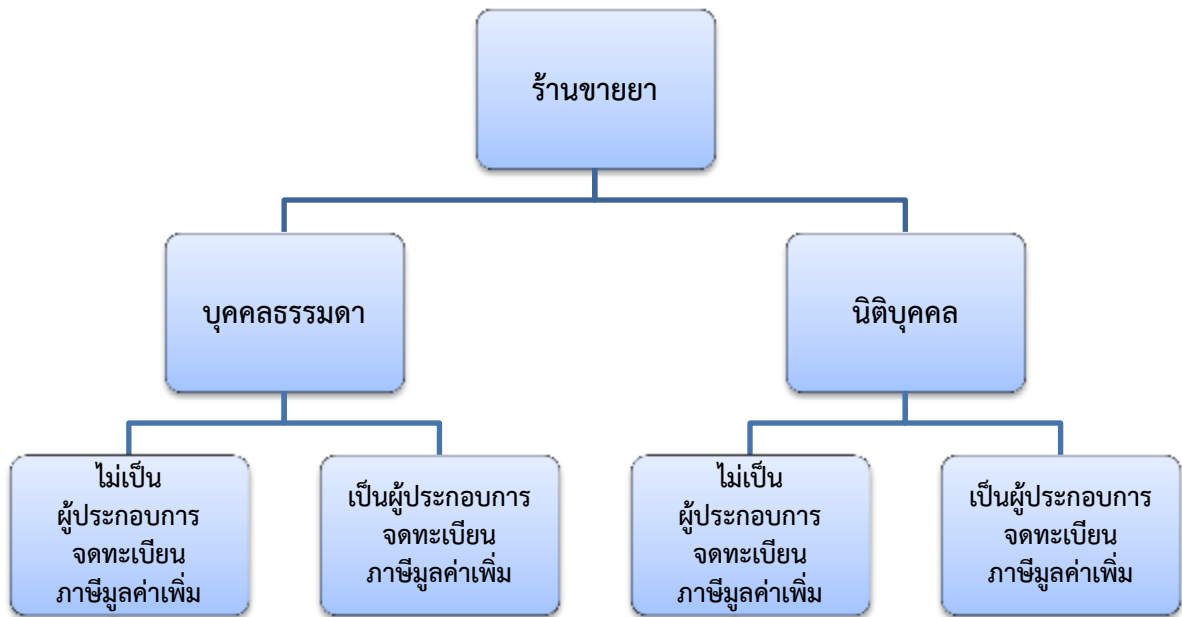 ร้านขายยา
บุคคลธรรมดา
นิติบุคคล
ไม่เป็น
ผู้ประกอบการ
จดทะเบียน
ภาษีมูลค่าเพิ่ม
เป็นผู้ประกอบการ
จดทะเบียน
ภาษีมูลค่าเพิ่ม
ไม่เป็น
ผู้ประกอบการ
จดทะเบียน
ภาษีมูลค่าเพิ่ม
เป็นผู้ประกอบการ
จดทะเบียน
ภาษีมูลค่าเพิ่ม